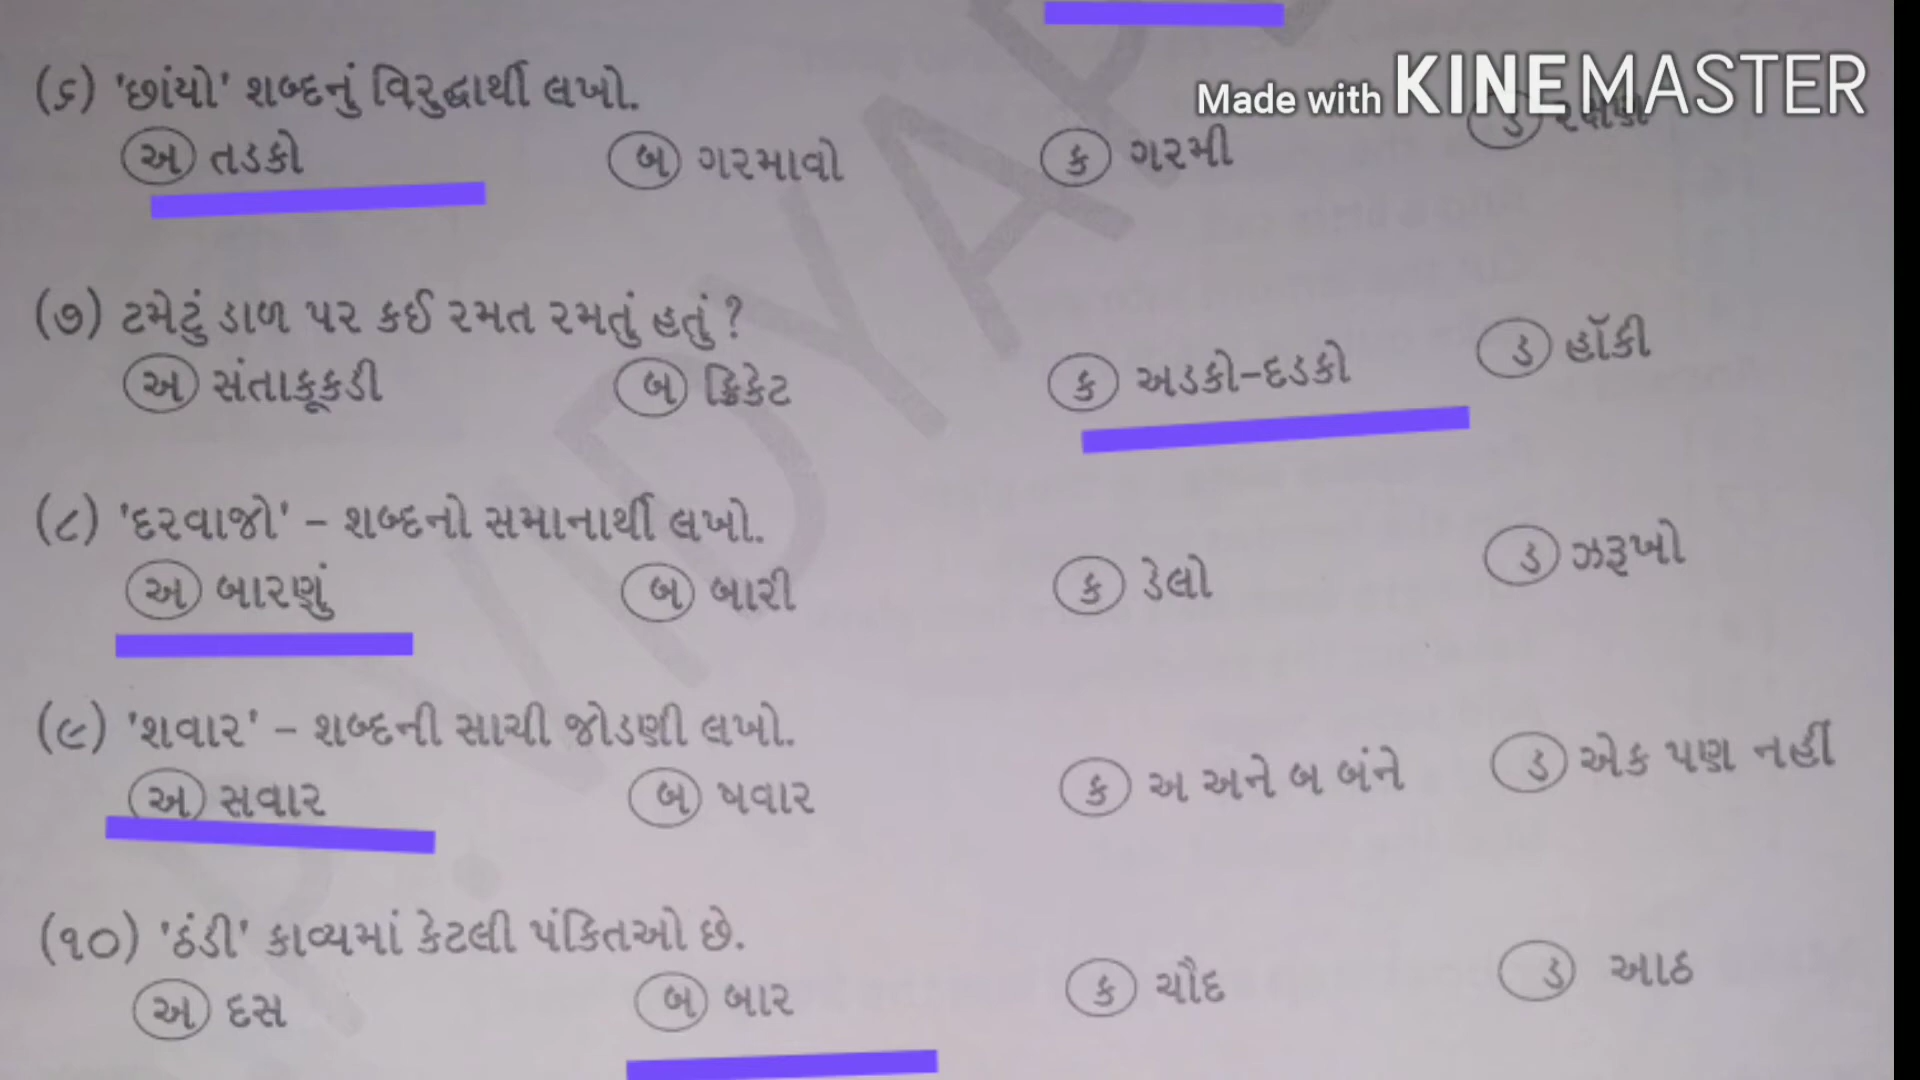 Made with KINEMASTER
(૬) 'છાંયો' શબ્દનું વિરુદ્ધાર્થી લખો.
અ તડકો બ ગરમાવો ક ગરમી ડ
(૭) ટમેટું ડાળ પર કઈ રમત રમતું હતું ?
અ સંતાકૂકડી બ ક્રિકેટ ક અડકો-દડકો ડ હૉકી
(૮) 'દરવાજો' – શબ્દનો સમાનાર્થી લખો.
અ બારણું બ બારી ક ડેલો ડ ઝરૂખો
(૯) 'શવાર' – શબ્દની સાચી જોડણી લખો.
અ સવાર બ ષવાર ક અ અને બ બંને ડ એક પણ નહીં
(૧૦) 'ઠંડી' કાવ્યમાં કેટલી પંકિતઓ છે.
અ દસ બ બાર ક ચૌદ ડ આઠ